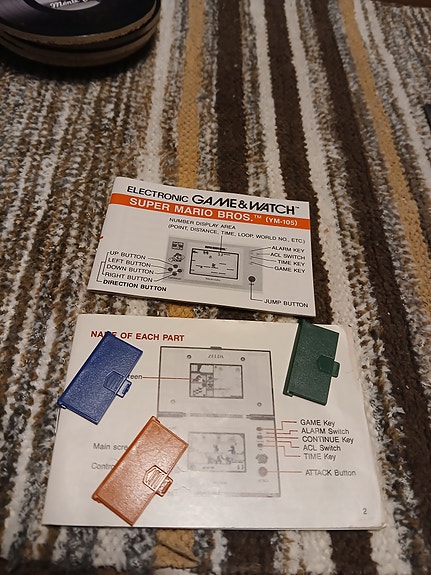 ELECTRONIC GAME & WATCH™
SUPER MARIO BROS.™ (YM-105)
NUMBER DISPLAY AREA
(POINT, DISTANCE, TIME, LOOP, WORLD NO., ETC.)
ALARM KEY
ACL SWITCH
TIME KEY
GAME KEY
UP BUTTON
LEFT BUTTON
DOWN BUTTON
RIGHT BUTTON
DIRECTION BUTTON
JUMP BUTTON
NAME OF EACH PART
ZELDA
GAME Key
ALARM Switch
CONTINUE Key
ACL Switch
TIME Key
Main
ATTACK Button
2